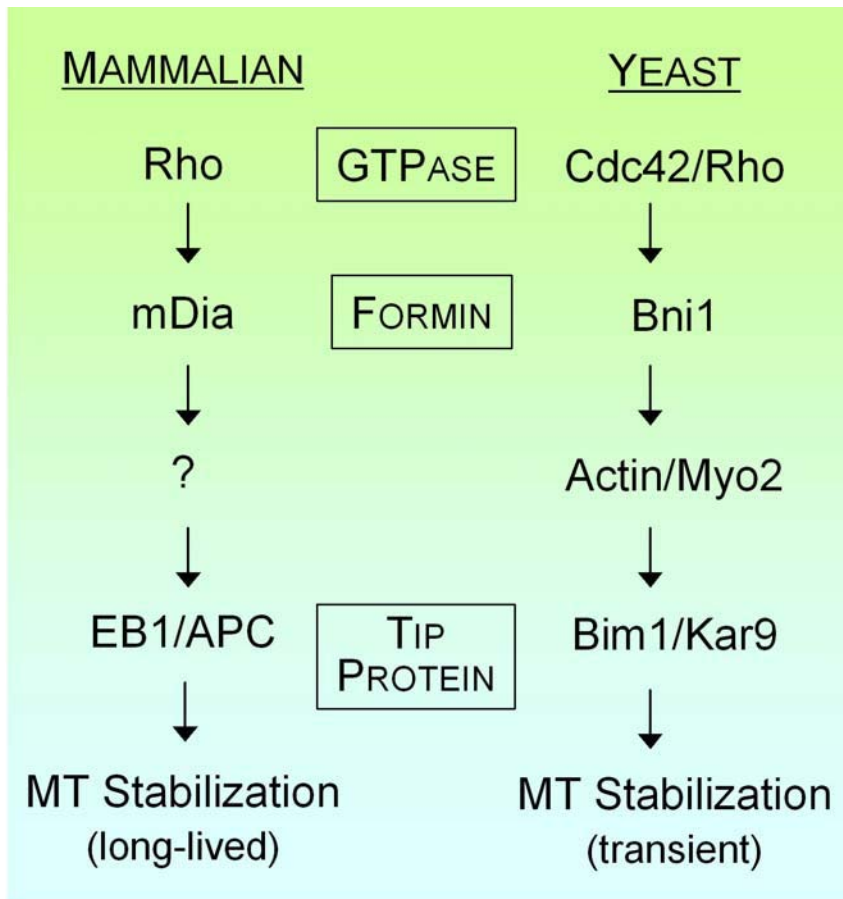 MAMMALIAN
YEAST
Rho
GTPASE
Cdc42/Rho
mDia
FORMIN
Bni1
?
Actin/Myo2
EB1/APC
TIP
PROTEIN
Bim1/Kar9
MT Stabilization
(long-lived)
MT Stabilization
(transient)